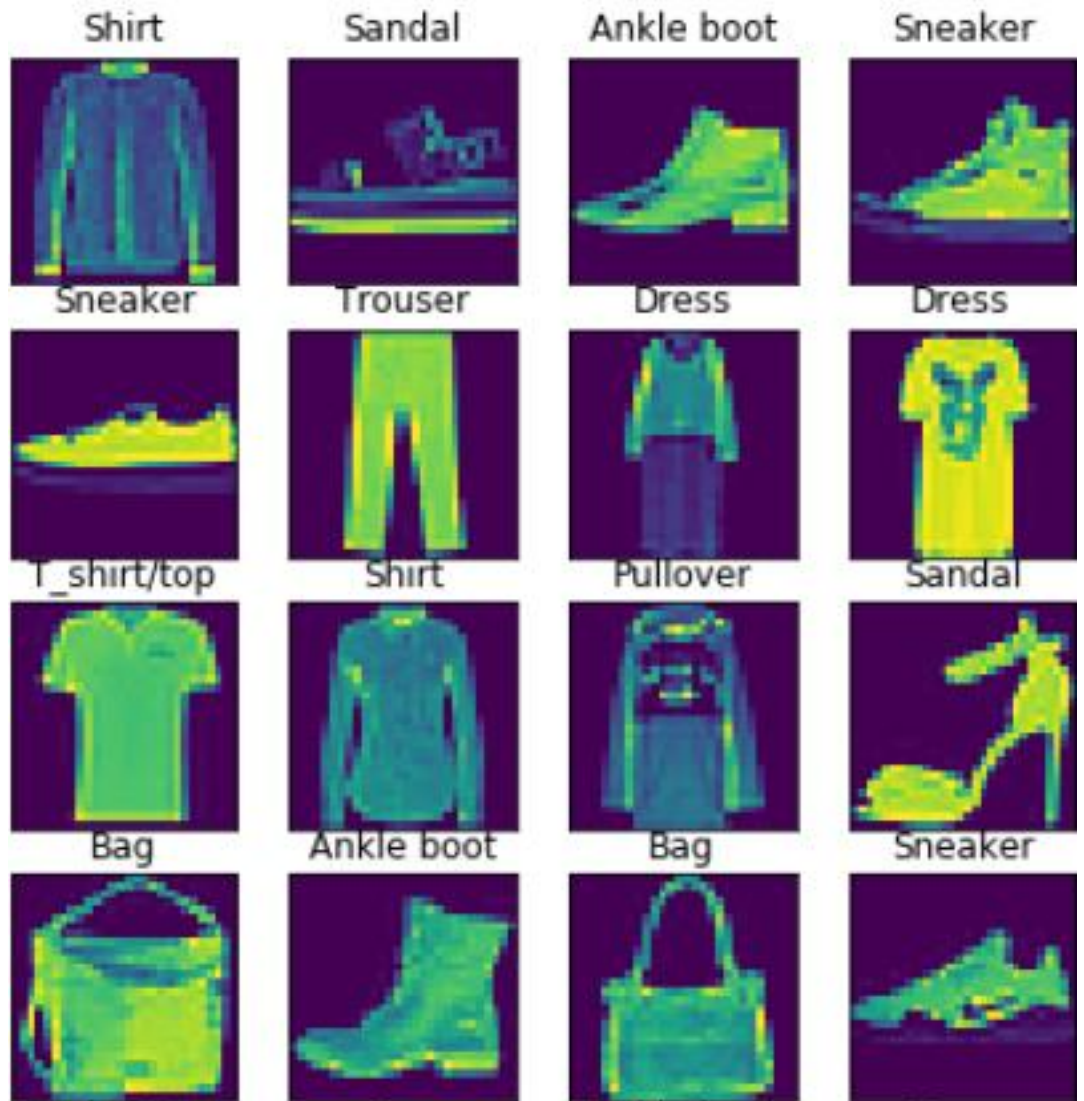 Shirt Sandal Ankle boot Sneaker
Sneaker Trouser Dress Dress
T_shirt/top Shirt Pullover Sandal
Bag Ankle boot Bag Sneaker